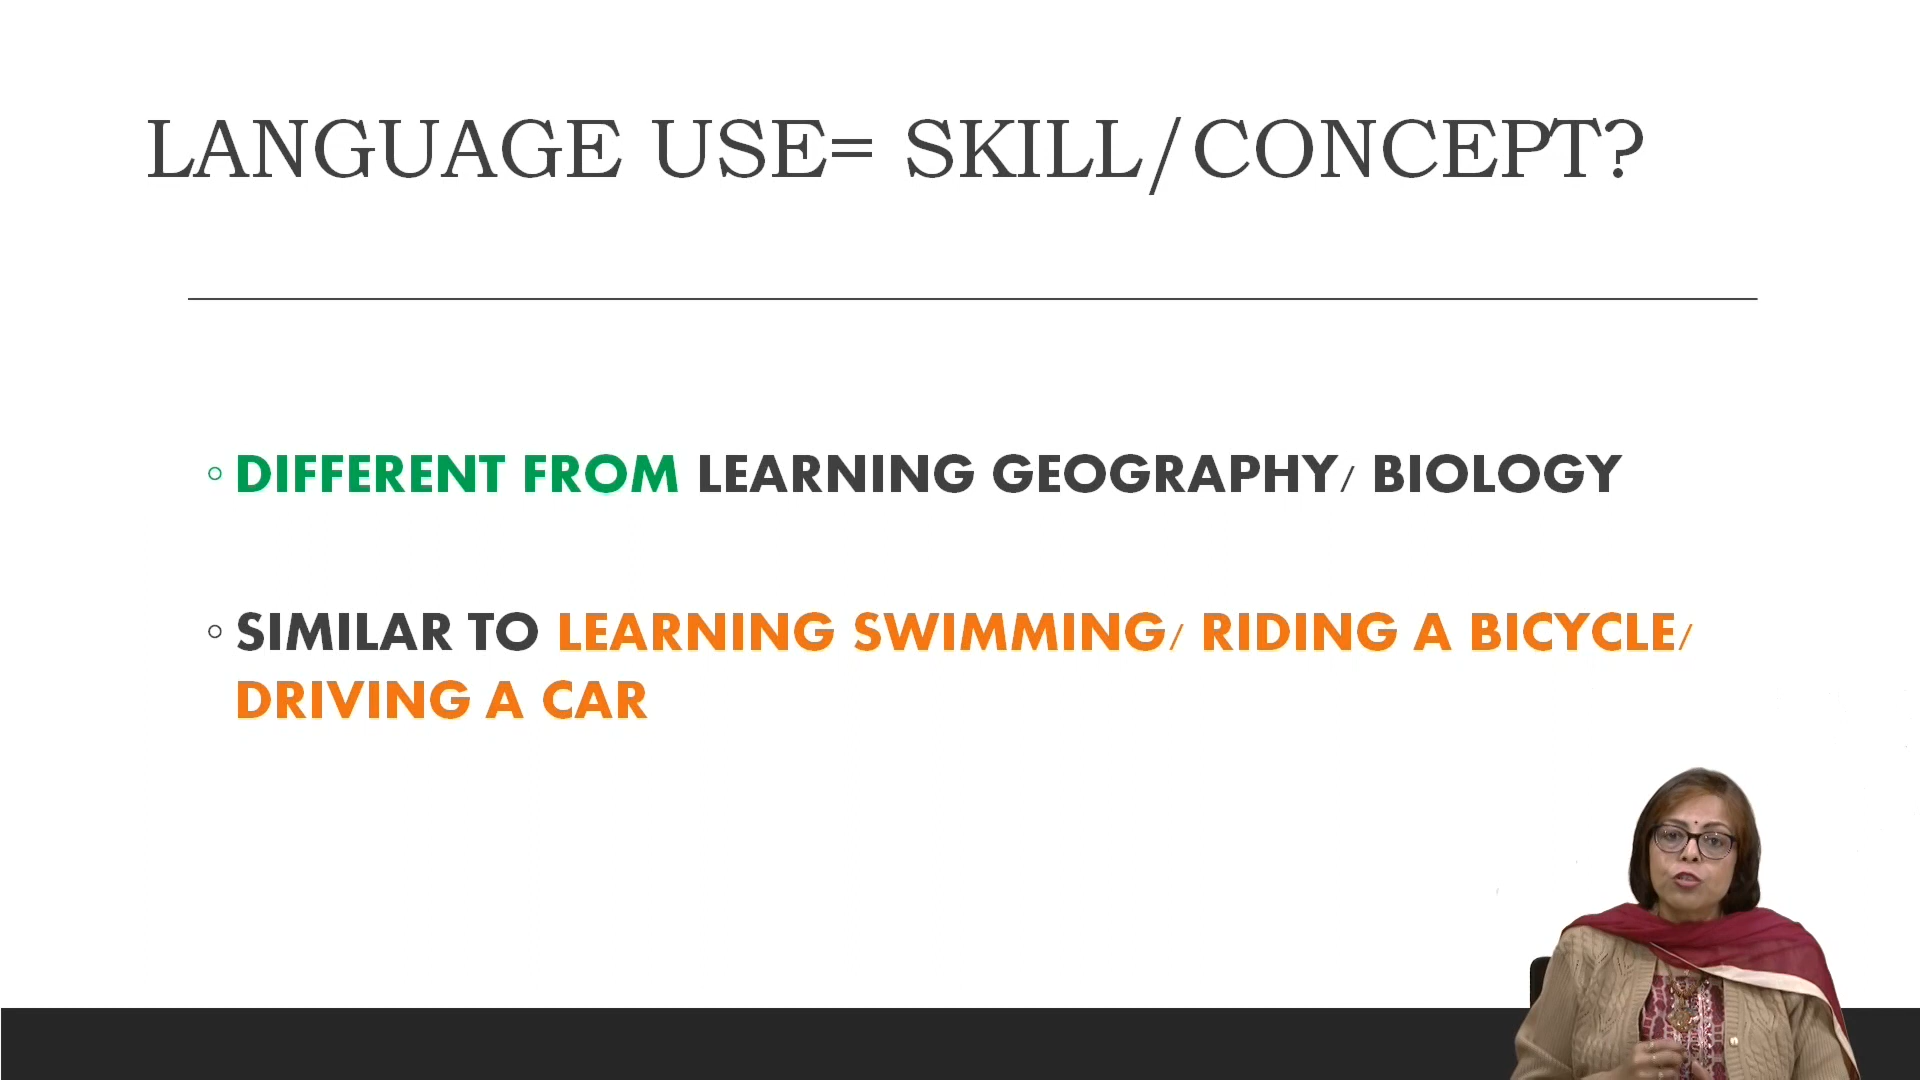 LANGUAGE USE= SKILL/CONCEPT?
◦ DIFFERENT FROM LEARNING GEOGRAPHY/ BIOLOGY
◦ SIMILAR TO LEARNING SWIMMING/ RIDING A BICYCLE/
DRIVING A CAR